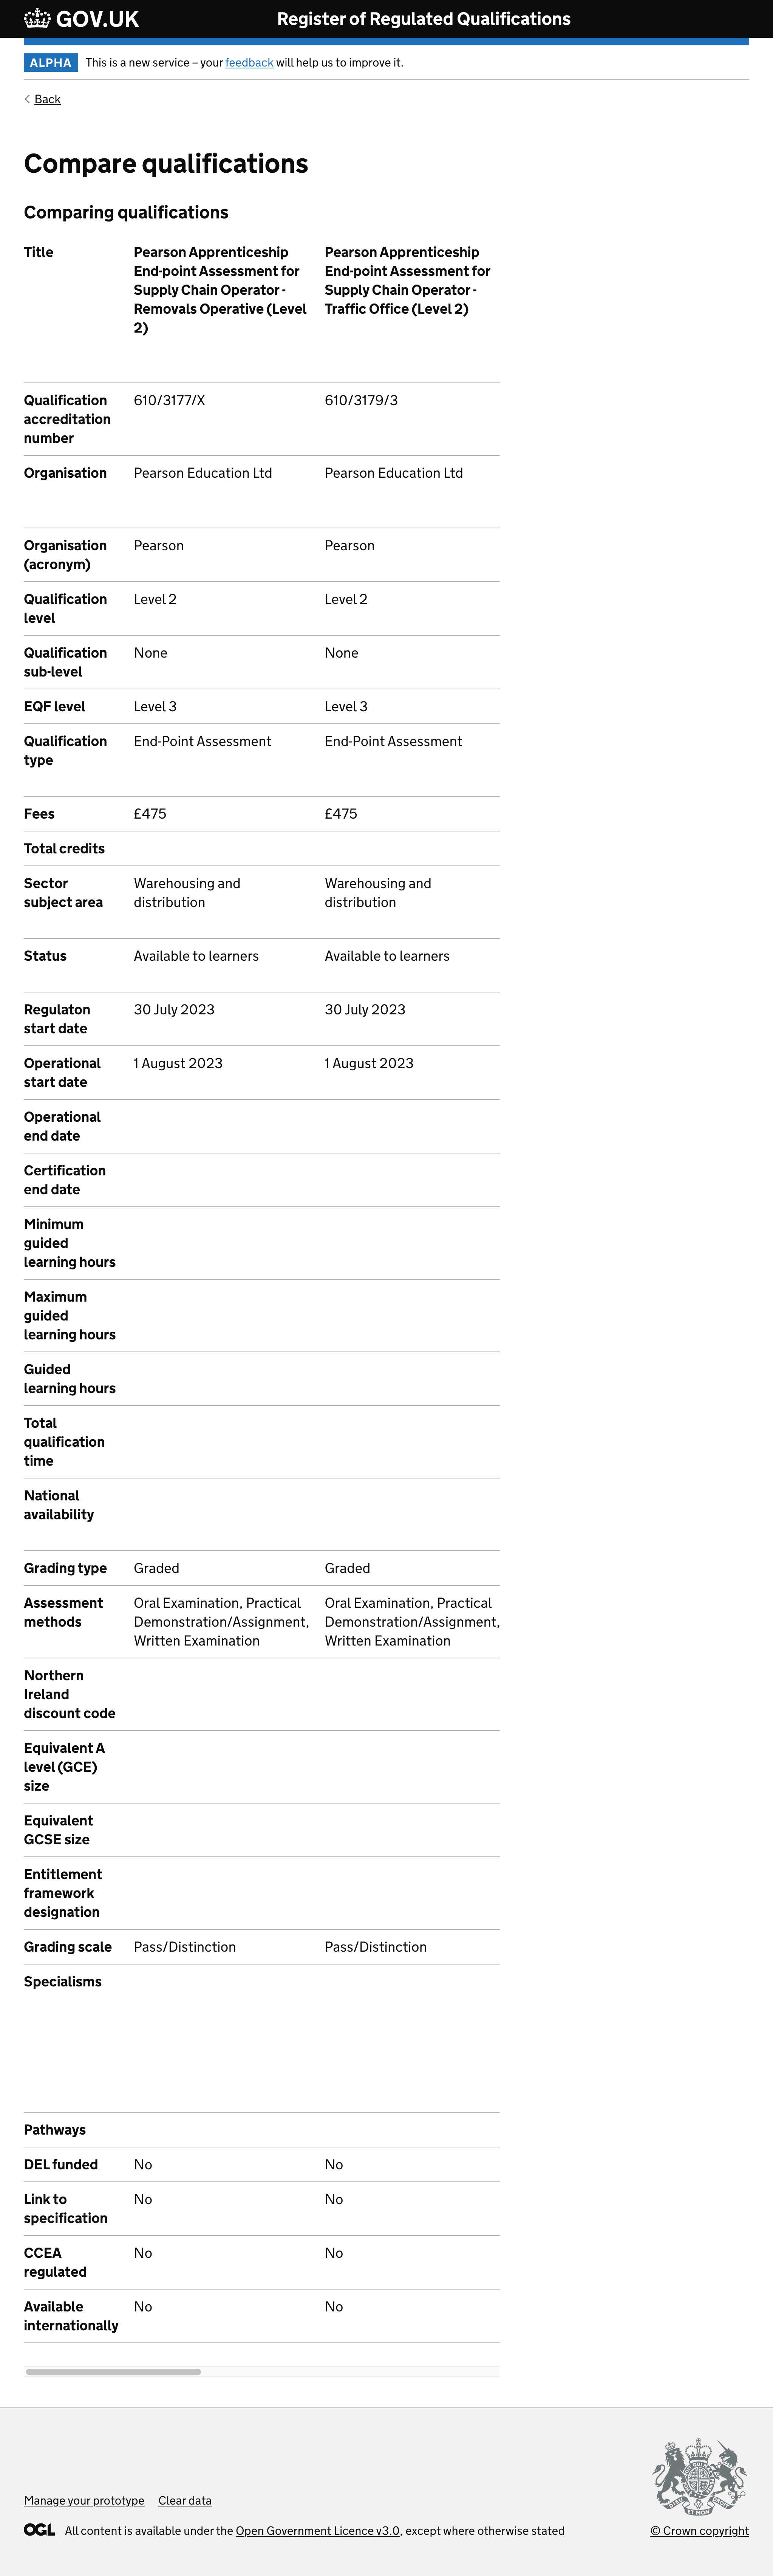 GOV.UK
Register of Regulated Qualifications
ALPHA This is a new service – your feedback will help us to improve it.
Back
Compare qualifications
Comparing qualifications
Title
Pearson Apprenticeship
End-point Assessment for
Supply Chain Operator -
Removals Operative (Level
2)
Pearson Apprenticeship
End-point Assessment for
Supply Chain Operator -
Traffic Office (Level 2)
Qualification
accreditation
number
610/3177/X
610/3179/3
Organisation
Pearson Education Ltd
Pearson Education Ltd
Organisation
(acronym)
Pearson
Pearson
Qualification
level
Level 2
Level 2
Qualification
sub-level
None
None
EQF level
Level 3
Level 3
Qualification
type
End-Point Assessment
End-Point Assessment
Fees
£475
£475
Total credits
Sector
subject area
Warehousing and
distribution
Warehousing and
distribution
Status
Available to learners
Available to learners
Regulaton
start date
30 July 2023
30 July 2023
Operational
start date
1 August 2023
1 August 2023
Operational
end date
Certification
end date
Minimum
guided
learning hours
Maximum
guided
learning hours
Guided
learning hours
Total
qualification
time
National
availability
Grading type
Graded
Graded
Assessment
methods
Oral Examination, Practical
Demonstration/Assignment,
Written Examination
Oral Examination, Practical
Demonstration/Assignment,
Written Examination
Northern
Ireland
discount code
Equivalent A
level (GCE)
size
Equivalent
GCSE size
Entitlement
framework
designation
Grading scale
Pass/Distinction
Pass/Distinction
Specialisms
Pathways
DEL funded
No
No
Link to
specification
No
No
CCEA
regulated
No
No
Available
internationally
No
No
Manage your prototype
Clear data
OGL
All content is available under the Open Government Licence v3.0, except where otherwise stated
© Crown copyright